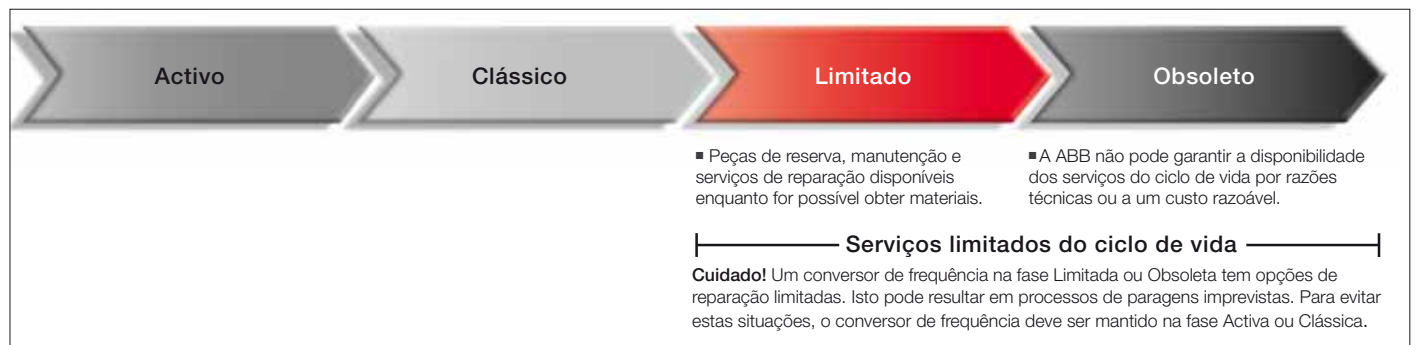 Activo
Clássico
Limitado
Obsoleto
■ Peças de reserva, manutenção e
serviços de reparação disponíveis
enquanto for possível obter materiais.
■ A ABB não pode garantir a disponibilidade
dos serviços do ciclo de vida por razões
técnicas ou a um custo razoável.
Serviços limitados do ciclo de vida
Cuidado! Um conversor de frequência na fase Limitada ou Obsoleta tem opções de
reparação limitadas. Isto pode resultar em processos de paragens imprevistas. Para evitar
estas situações, o conversor de frequência deve ser mantido na fase Activa ou Clássica.